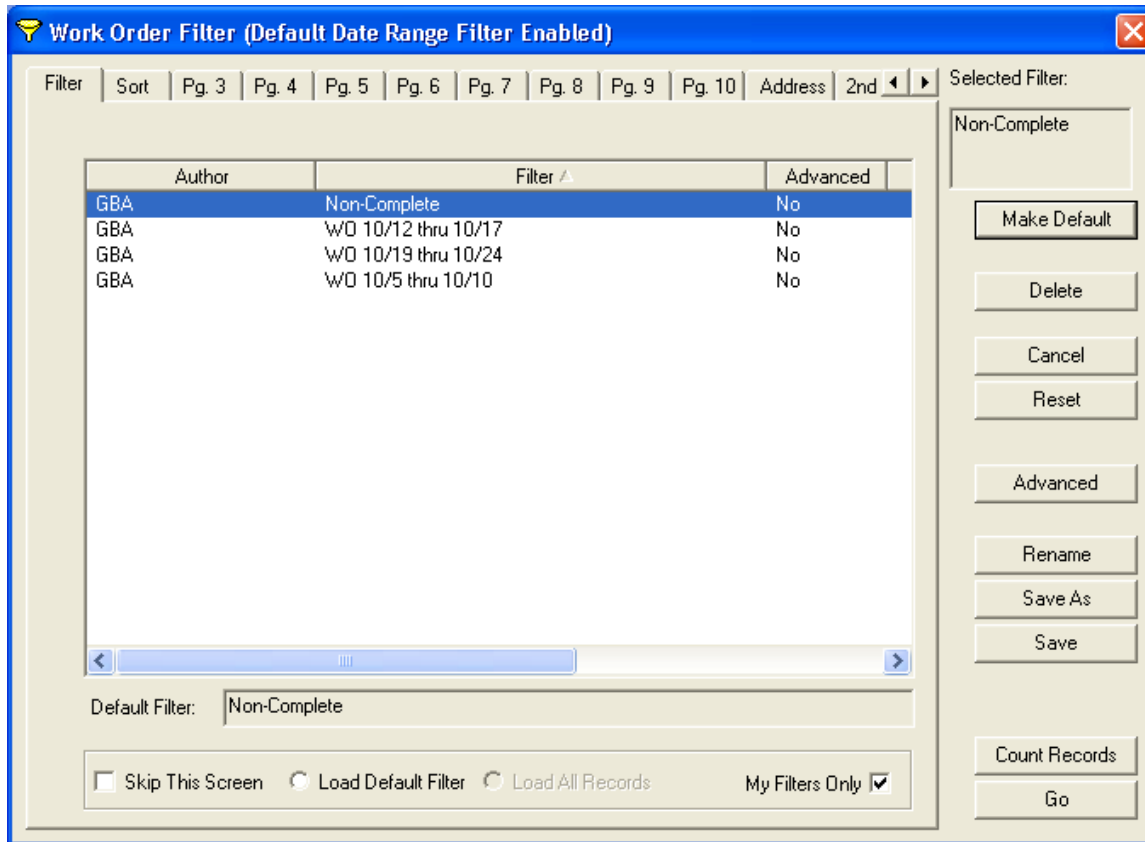 Work Order Filter (Default Date Range Filter Enabled)
Filter Sort Pg. 3 Pg. 4 Pg. 5 Pg. 6 Pg. 7 Pg. 8 Pg. 9 Pg. 10 Address 2nd
Selected Filter:
Non-Complete
Author Filter Advanced
GBA Non-Complete No
GBA WO 10/12 thru 10/17 No
GBA WO 10/19 thru 10/24 No
GBA WO 10/5 thru 10/10 No
Default Filter: Non-Complete
Skip This Screen Load Default Filter Load All Records My Filters Only
Make Default
Delete
Cancel
Reset
Advanced
Rename
Save As
Save
Count Records
Go